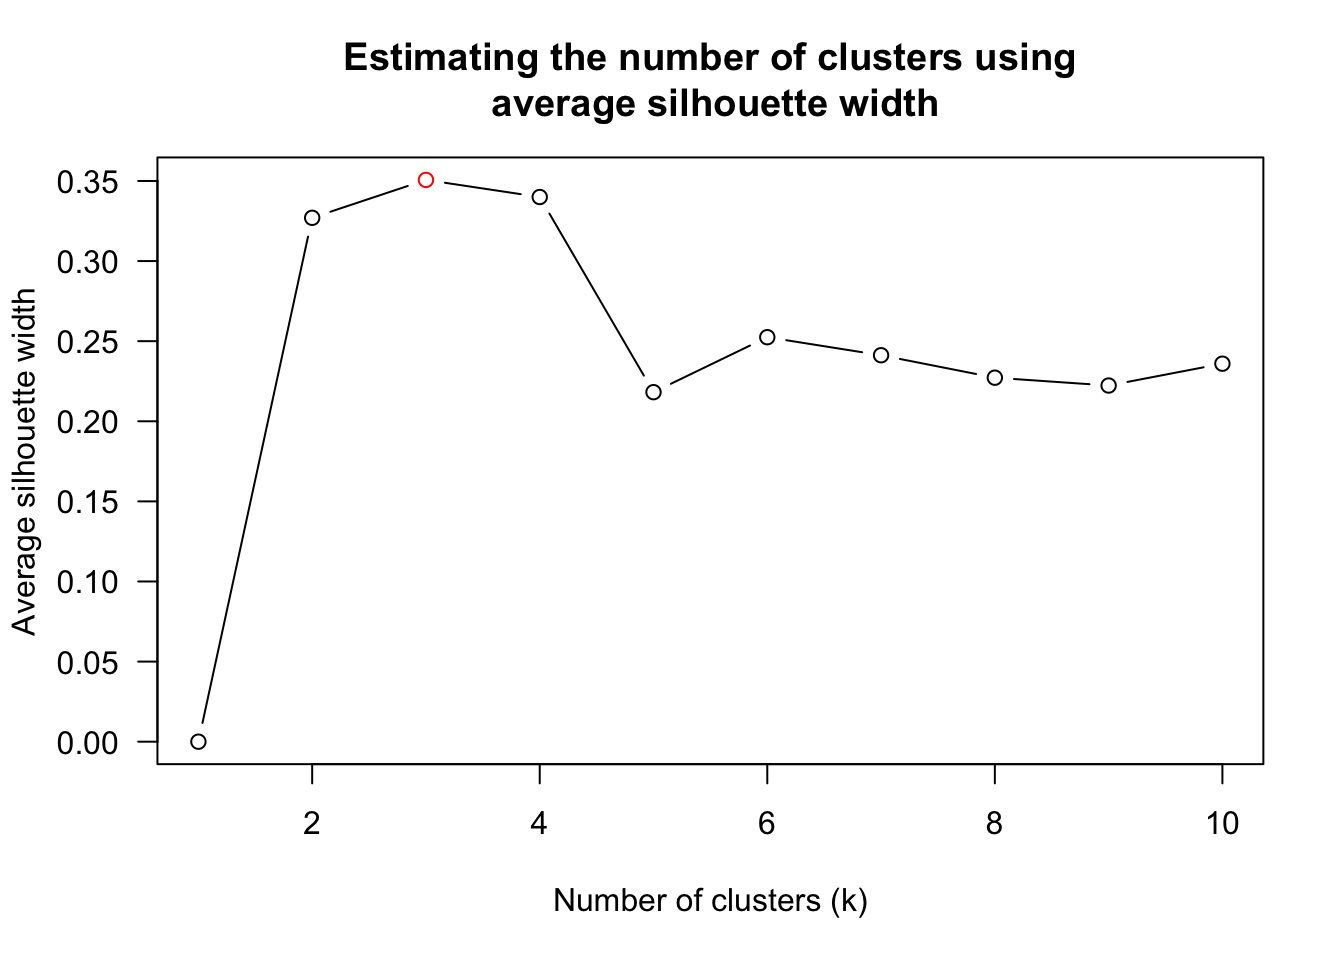 Estimating the number of clusters using
average silhouette width
Average silhouette width
0.35
0.30
0.25
0.20
0.15
0.10
0.05
0.00
2 4 6 8 10
Number of clusters (k)